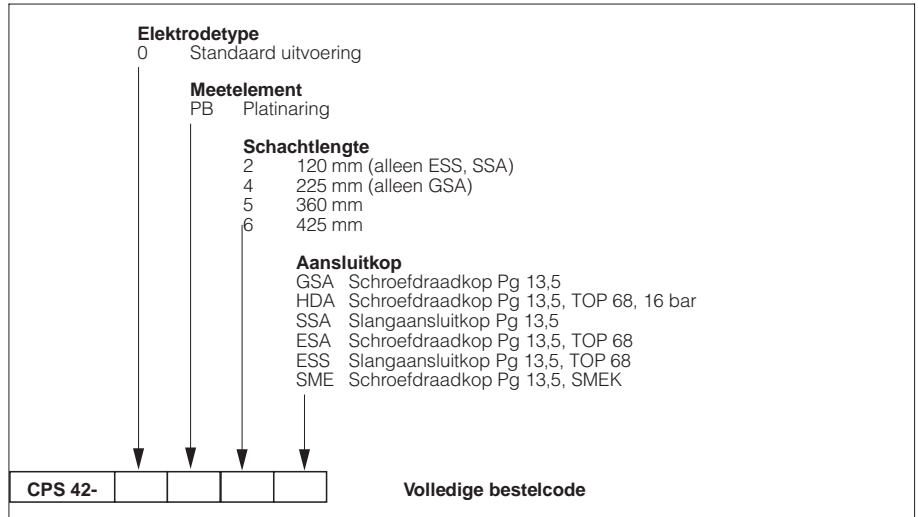 Elektrodetype
0 Standaard uitvoering
Meetelement
PB Platinaring
Schachtlengte
2 120 mm (alleen ESS, SSA)
4 225 mm (alleen GSA)
5 360 mm
6 425 mm
Aansluitkop
GSA Schroefdraadkop Pg 13,5
HDA Schroefdraadkop Pg 13,5, TOP 68, 16 bar
SSA Slangaansluitkop Pg 13,5
ESA Schroefdraadkop Pg 13,5, TOP 68
ESS Slangaansluitkop Pg 13,5, TOP 68
SME Schroefdraadkop Pg 13,5, SMEK
CPS 42- Volledige bestelcode